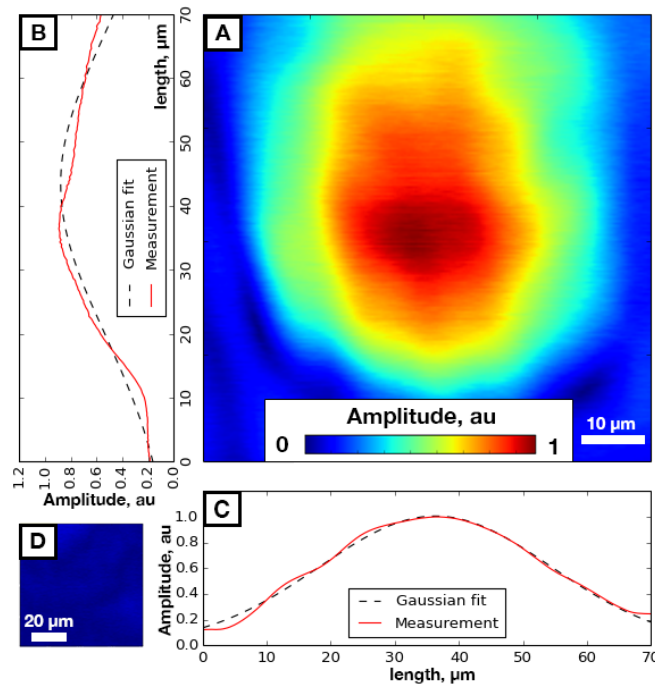 B
70
60
50
40
30
20
10
0
length, µm
Gaussian fit
Measurement
1.2
1.0
0.8
0.6
0.4
0.2
0.0
Amplitude, au
A
Amplitude, au
0
1
10 µm
D
20 µm
C
1.0
0.8
0.6
0.4
0.2
0.0
Amplitude, au
Gaussian fit
Measurement
0
10
20
30
40
50
60
70
length, µm